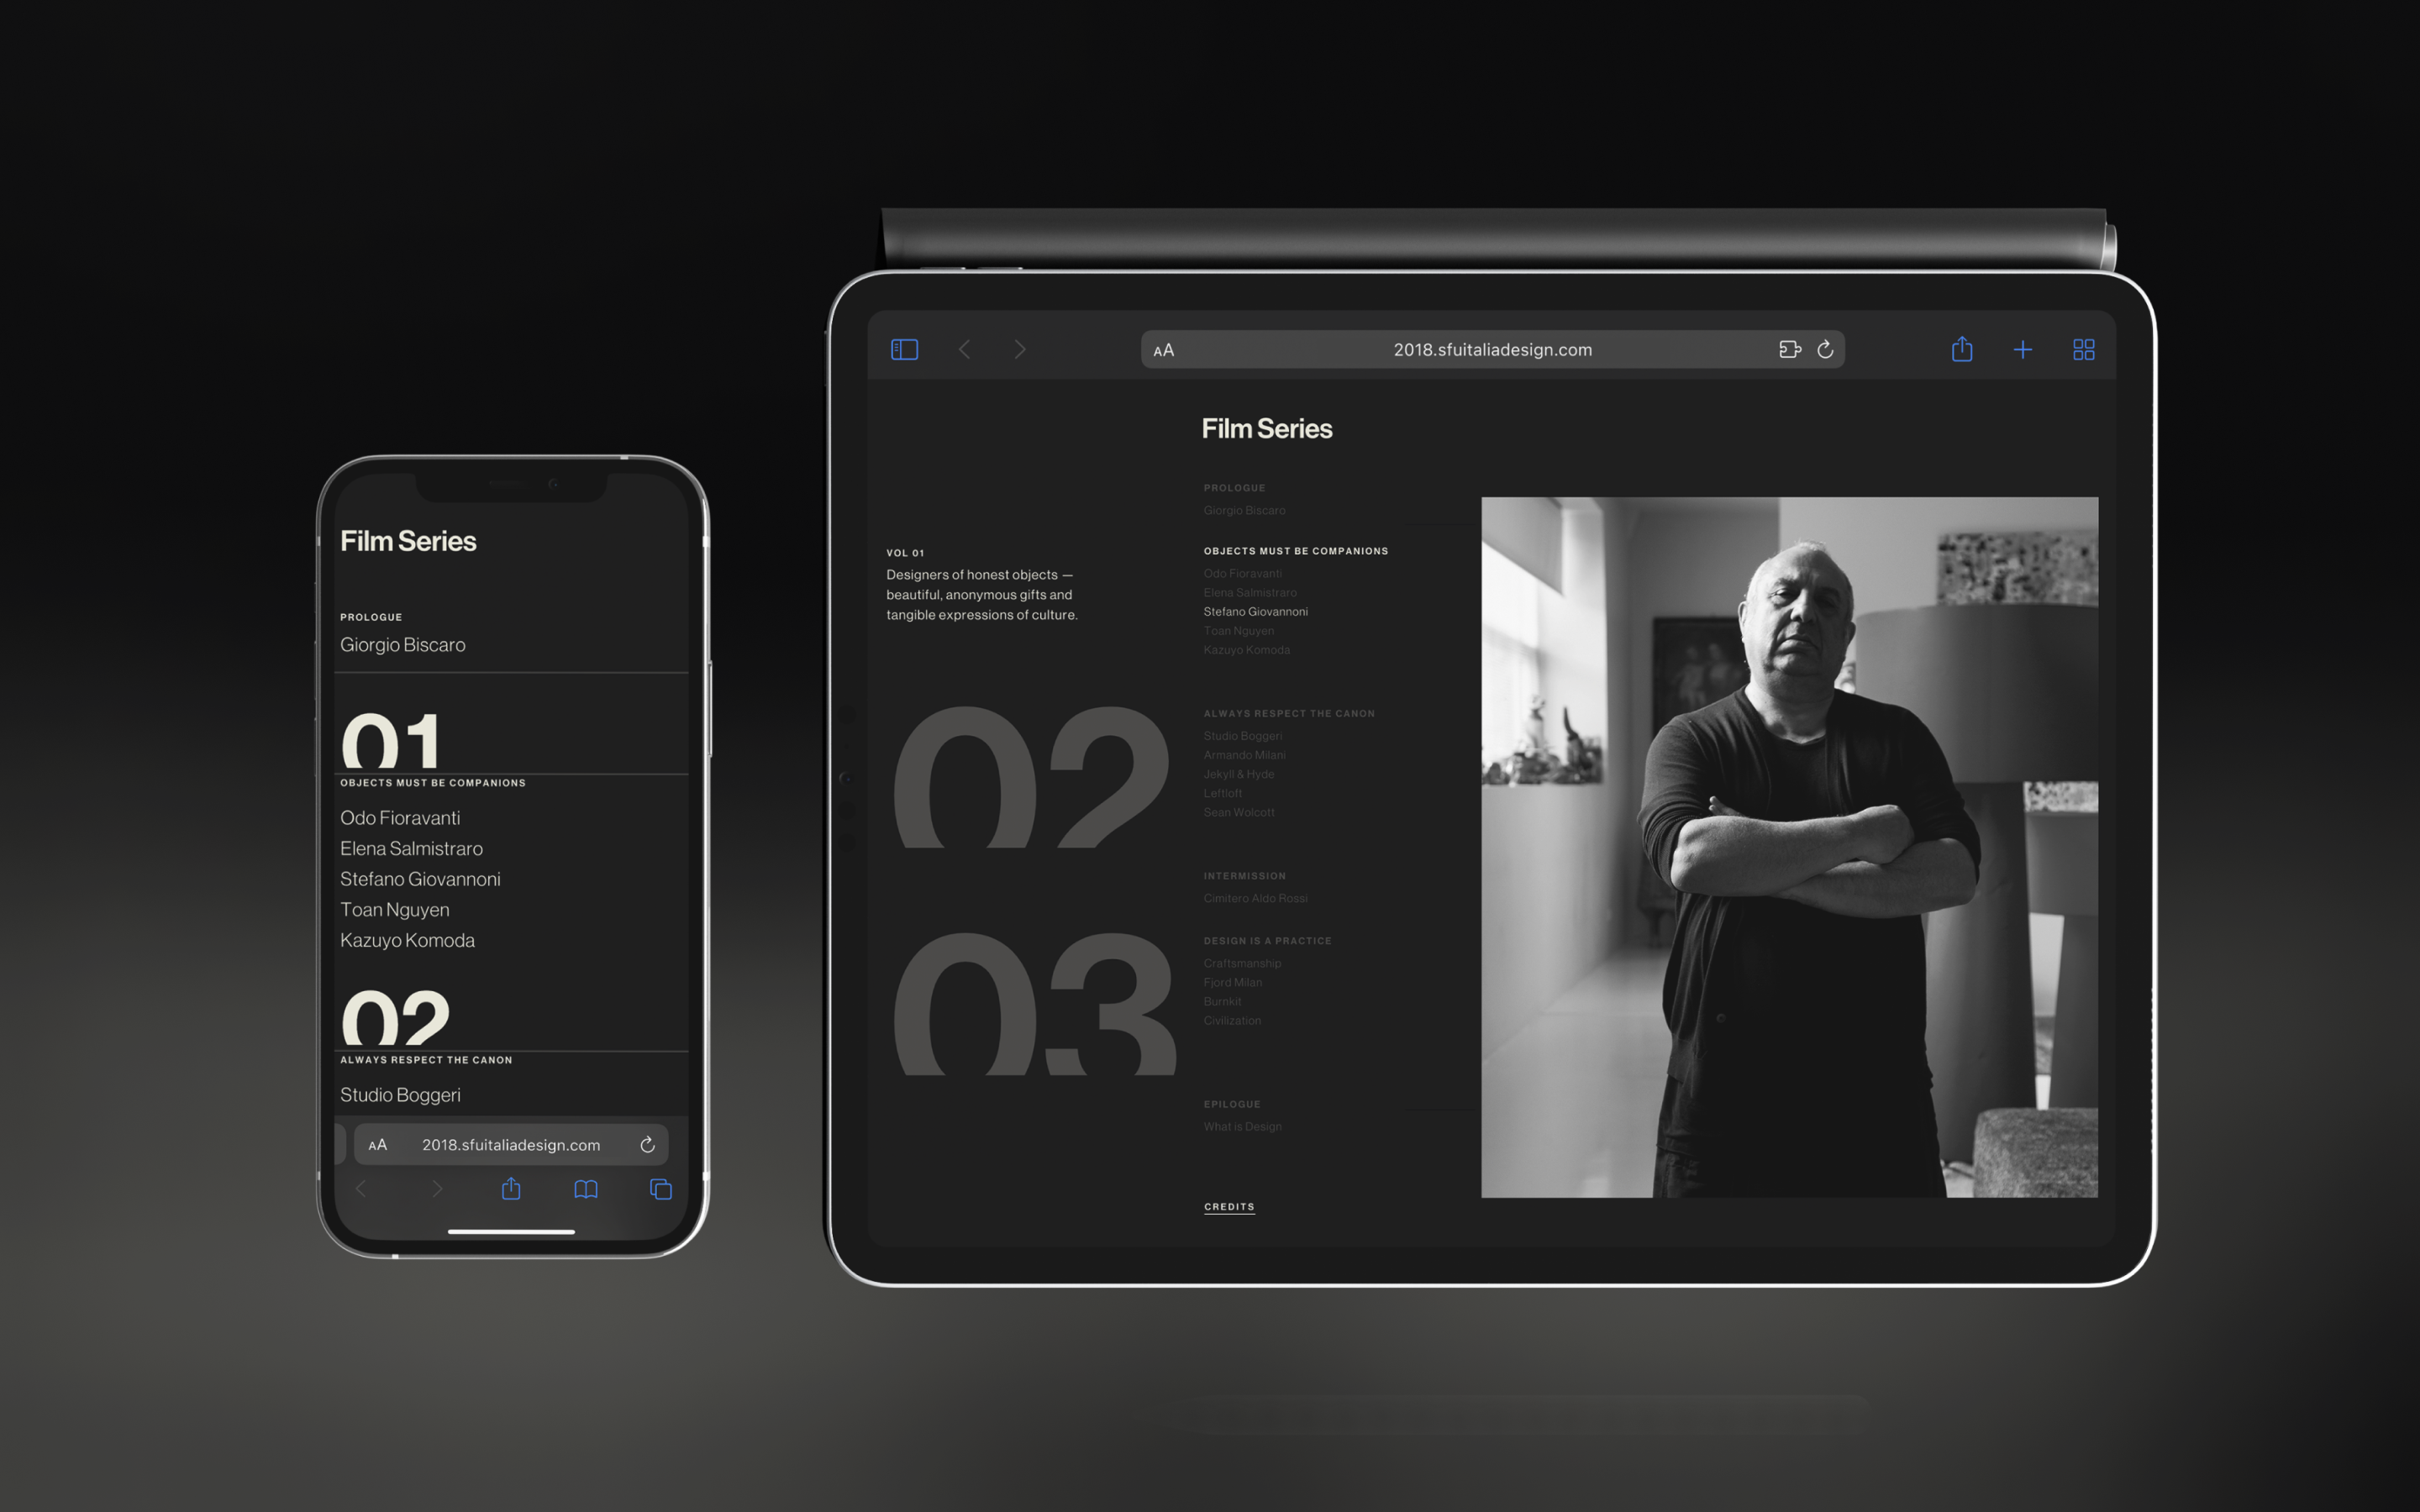 Film Series
PROLOGUE
Giorgio Biscaro
01
OBJECTS MUST BE COMPANIONS
Odo Fioravanti
Elena Salmistraro
Stefano Giovannoni
Toan Nguyen
Kazuyo Komoda
02
ALWAYS RESPECT THE CANON
Studio Boggeri
AA 2018.sfuitaliadesign.com
AA 2018.sfuitaliadesign.com
Film Series
VOL 01
Designers of honest objects —
beautiful, anonymous gifts and
tangible expressions of culture.
02
03
PROLOGUE
Giorgio Biscaro
OBJECTS MUST BE COMPANIONS
Odo Fioravanti
Elena Salmistraro
Stefano Giovannoni
Toan Nguyen
Kazuyo Komoda
ALWAYS RESPECT THE CANON
Studio Boggeri
Armando Milani
Jekyll & Hyde
Leftloft
Sean Wolcott
INTERMISSION
Cimitero Aldo Rossi
DESIGN IS A PRACTICE
Craftsmanship
Fjord Milan
Burnkit
Civilization
EPILOGUE
What is Design
CREDITS